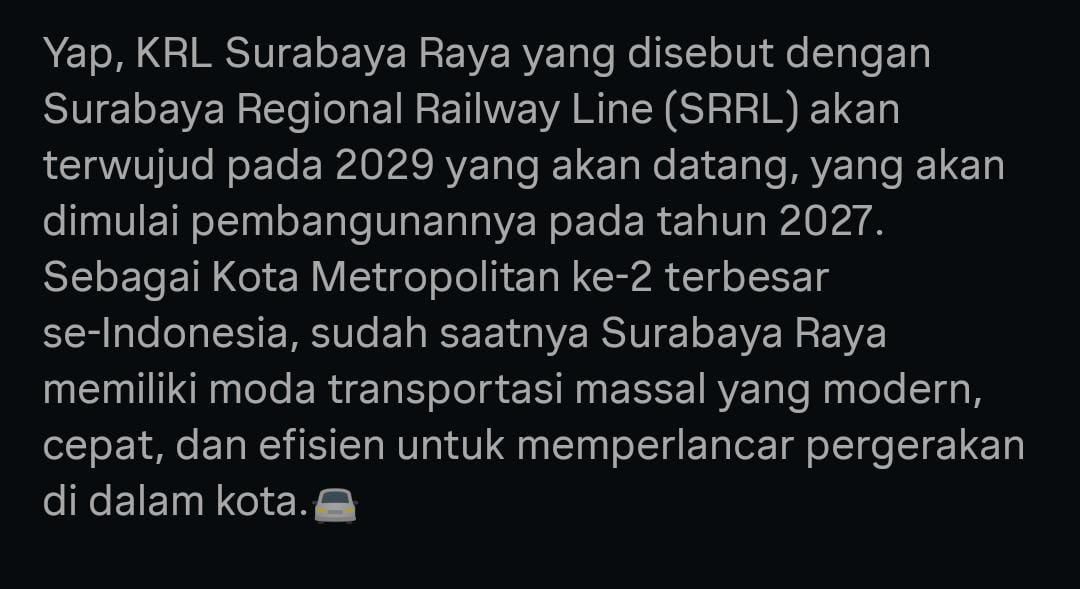 Yap, KRL Surabaya Raya yang disebut dengan
Surabaya Regional Railway Line (SRRL) akan
terwujud pada 2029 yang akan datang, yang akan
dimulai pembangunannya pada tahun 2027.
Sebagai Kota Metropolitan ke-2 terbesar
se-Indonesia, sudah saatnya Surabaya Raya
memiliki moda transportasi massal yang modern,
cepat, dan efisien untuk memperlancar pergerakan
di dalam kota.🚘